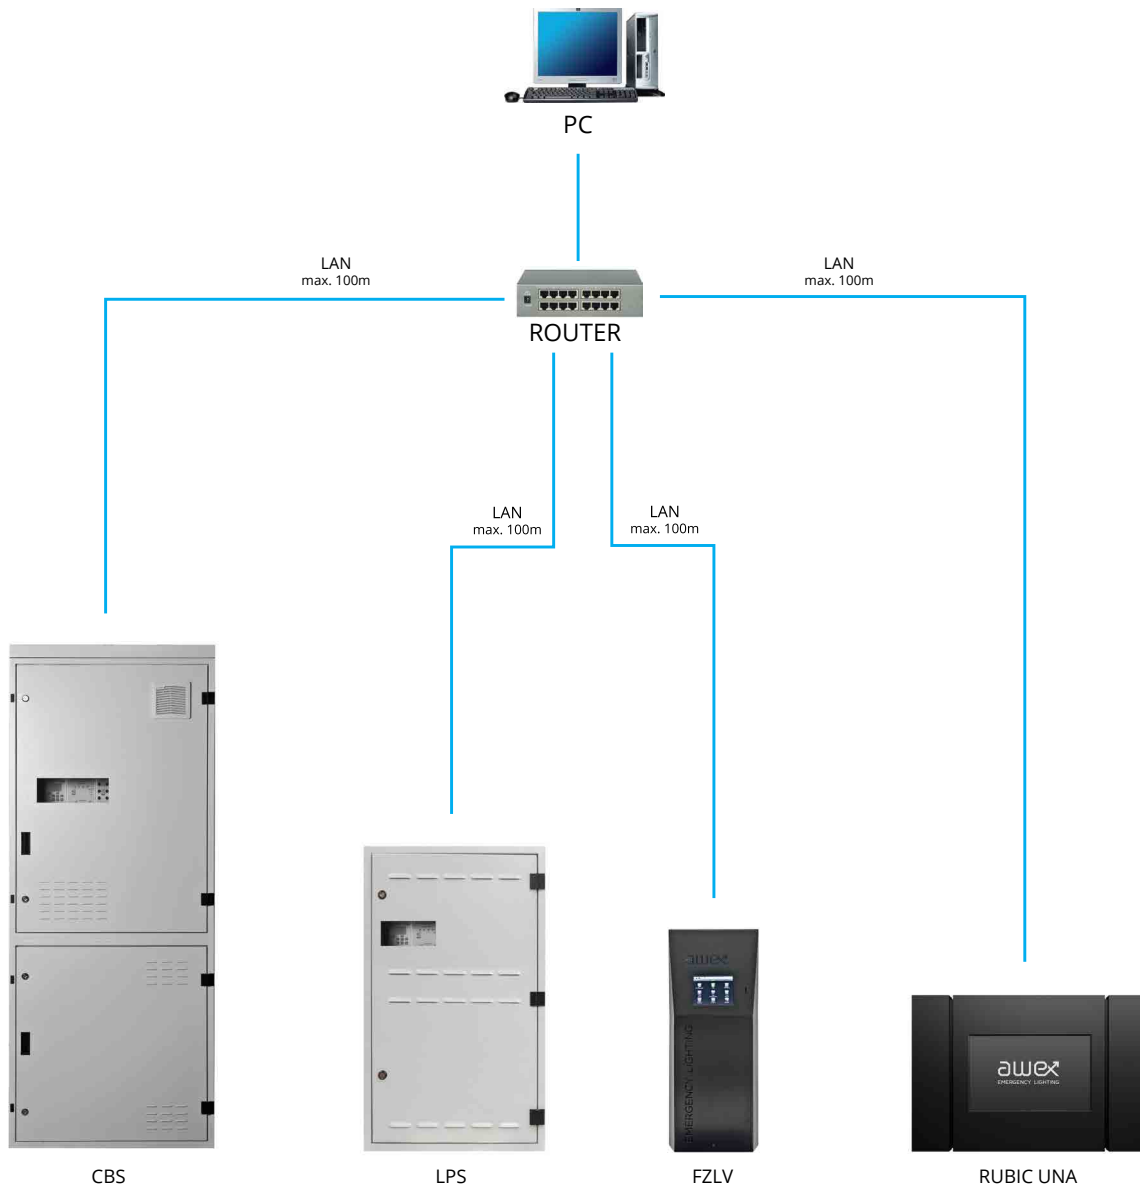 PC
LAN
max. 100m
LAN
max. 100m
ROUTER
LAN
max. 100m
LAN
max. 100m
awex
EMERGENCY LIGHTING
awex
EMERGENCY LIGHTING
CBS
LPS
FZLV
RUBIC UNA